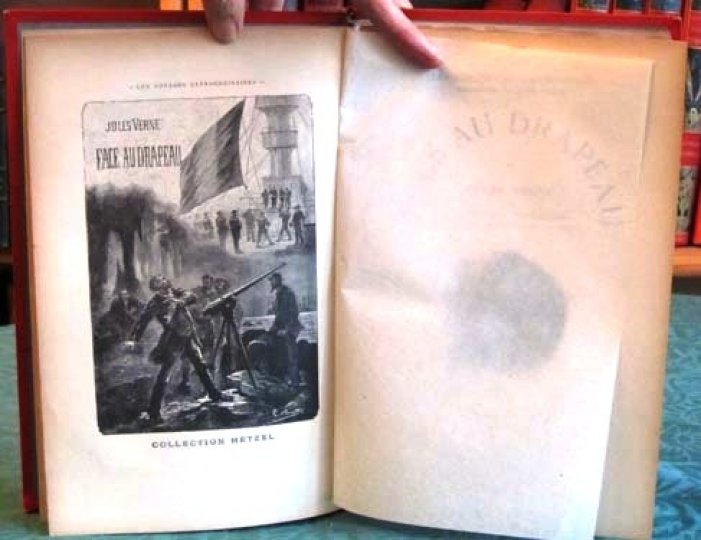 LES VOYAGES EXTRAORDINAIRES
JULES VERNE
FACE AU DRAPEAU
COLLECTION HETZEL
AU DRAPEAU